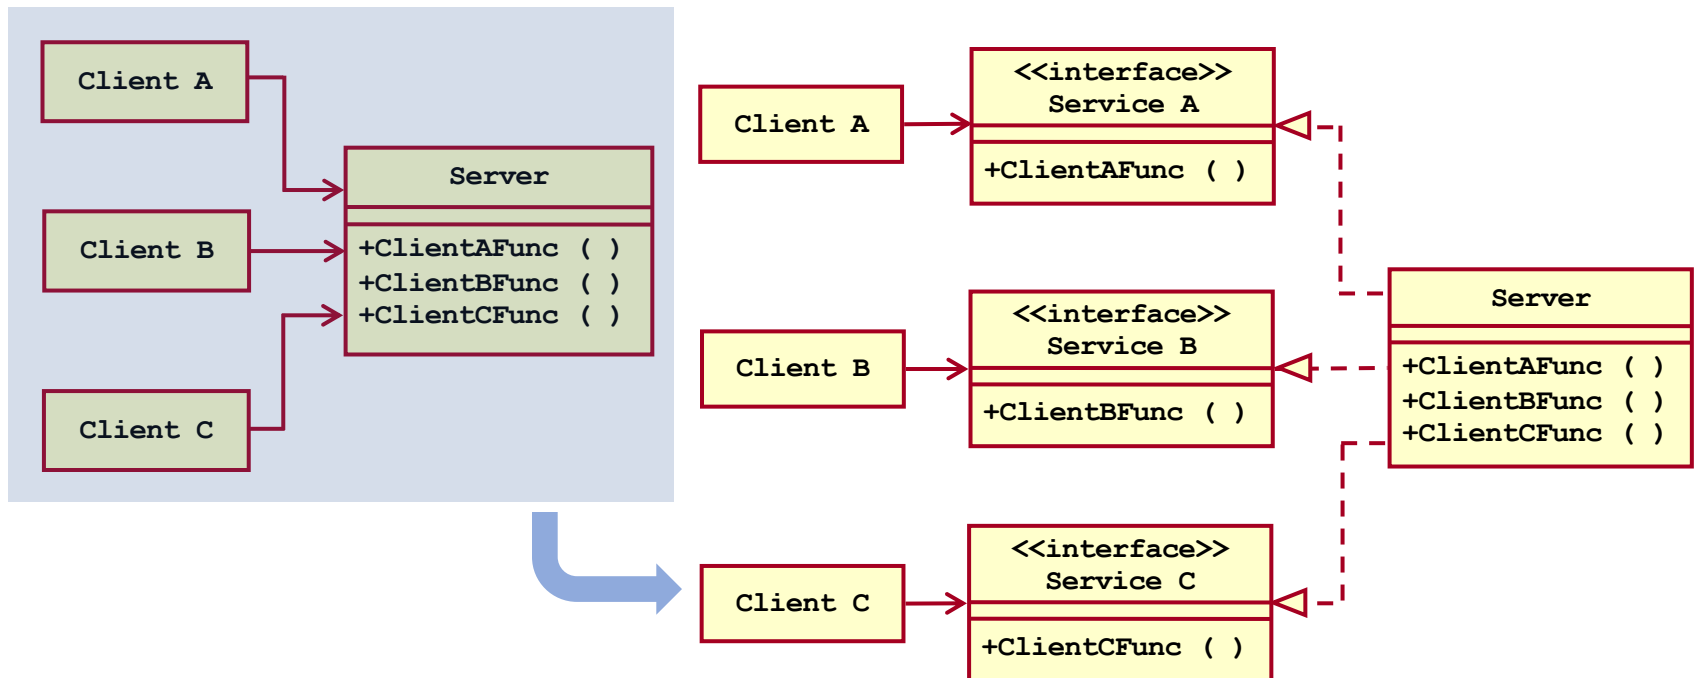 Client A
Client B
Client C
Server
+ClientAFunc ( )
+ClientBFunc ( )
+ClientCFunc ( )
Client A
<<interface>>
Service A
+ClientAFunc ( )
Client B
<<interface>>
Service B
+ClientBFunc ( )
Client C
<<interface>>
Service C
+ClientCFunc ( )
Server
+ClientAFunc ( )
+ClientBFunc ( )
+ClientCFunc ( )